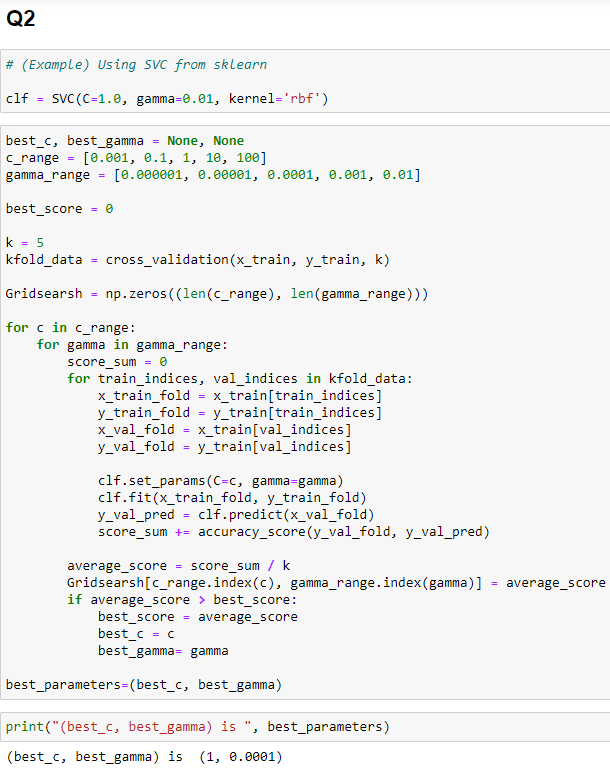 Q2
# (Example) Using SVC from sklearn
clf = SVC(C=1.0, gamma=0.01, kernel='rbf')
best_c, best_gamma = None, None
c_range = [0.001, 0.1, 1, 10, 100]
gamma_range = [0.000001, 0.00001, 0.0001, 0.001, 0.01]
best_score = 0
k = 5
kfold_data = cross_validation(x_train, y_train, k)
Gridsearsh = np.zeros((len(c_range), len(gamma_range)))
for c in c_range:
    for gamma in gamma_range:
        score_sum = 0
        for train_indices, val_indices in kfold_data:
            x_train_fold = x_train[train_indices]
            y_train_fold = y_train[train_indices]
            x_val_fold = x_train[val_indices]
            y_val_fold = y_train[val_indices]
            clf.set_params(C=c, gamma=gamma)
            clf.fit(x_train_fold, y_train_fold)
            y_val_pred = clf.predict(x_val_fold)
            score_sum += accuracy_score(y_val_fold, y_val_pred)
        average_score = score_sum / k
        Gridsearsh[c_range.index(c), gamma_range.index(gamma)] = average_score
        if average_score > best_score:
            best_score = average_score
            best_c = c
            best_gamma= gamma
best_parameters=(best_c, best_gamma)
print("(best_c, best_gamma) is ", best_parameters)
(best_c, best_gamma) is  (1, 0.0001)